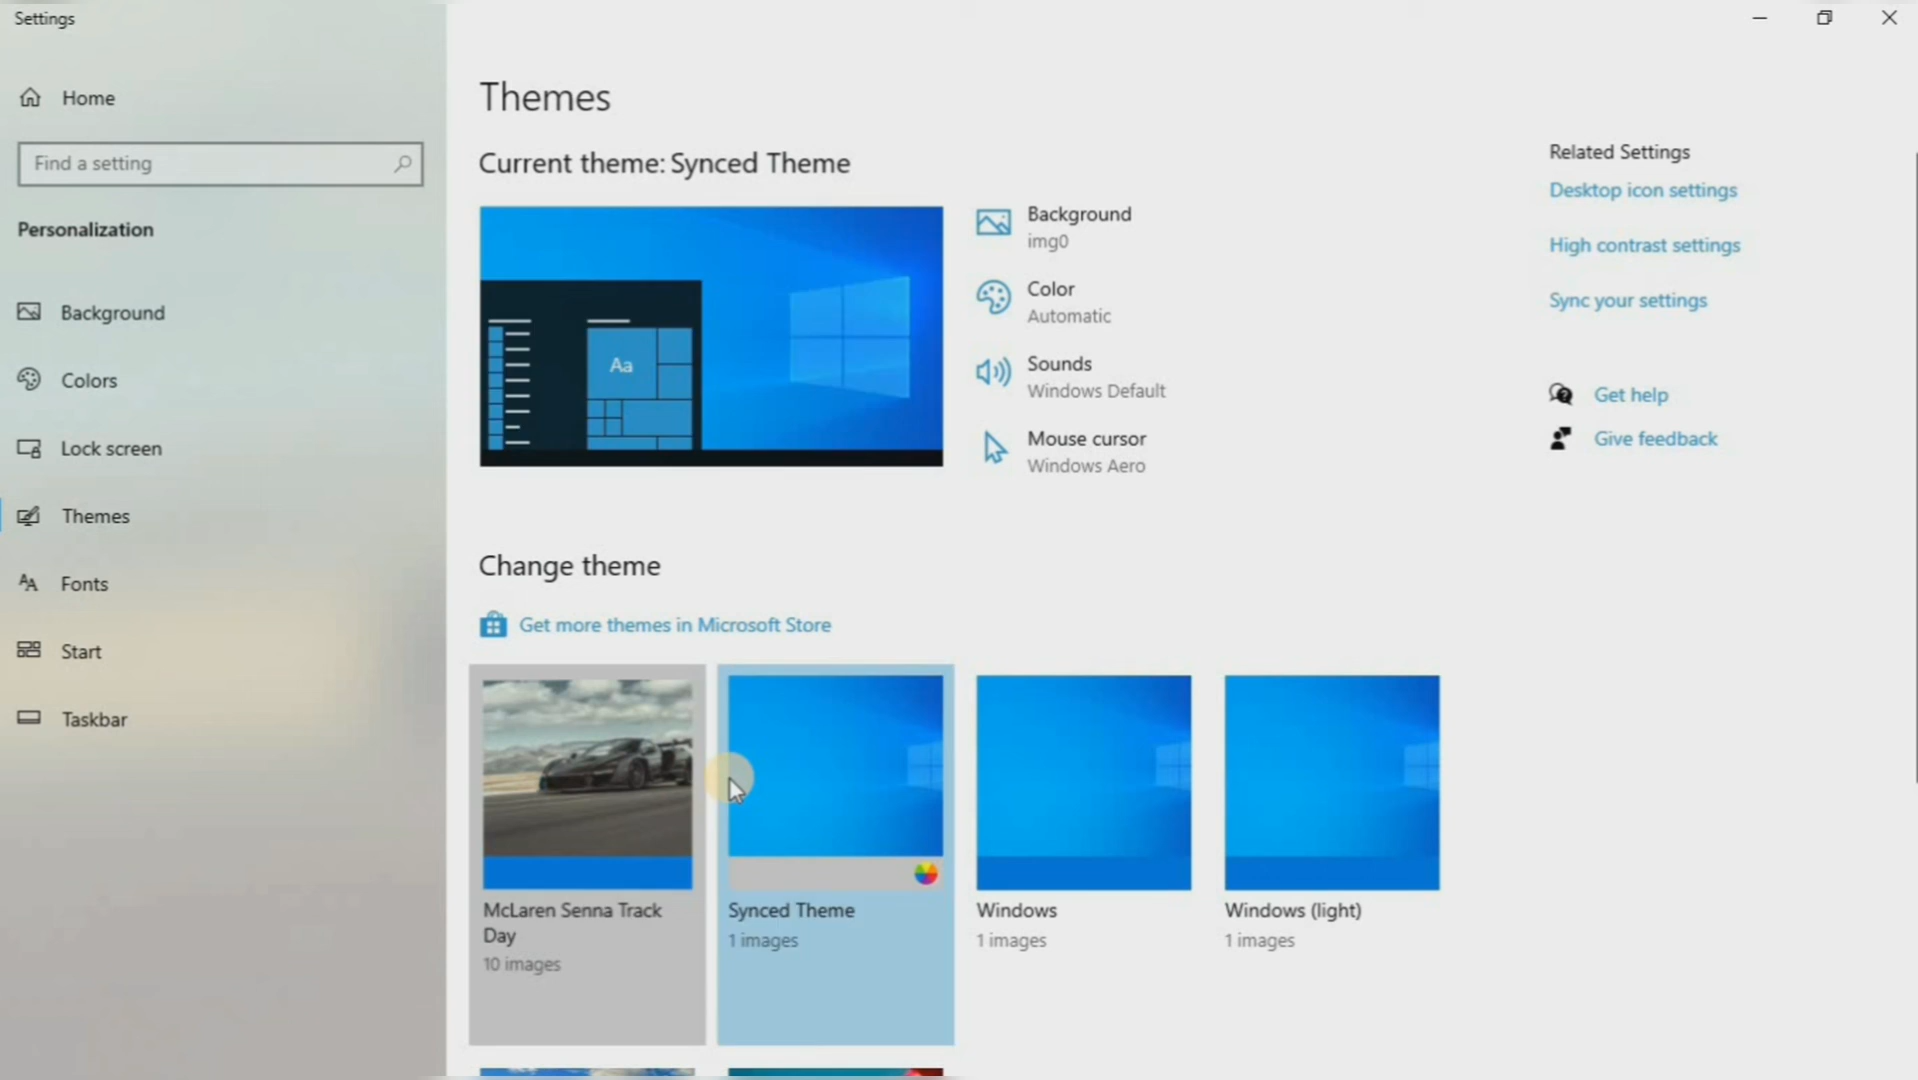 Settings
Home
Find a setting
Personalization
Background
Colors
Lock screen
Themes
Fonts
Start
Taskbar
Themes
Current theme: Synced Theme
Aa
Background
img0
Color
Automatic
Sounds
Windows Default
Mouse cursor
Windows Aero
Change theme
Get more themes in Microsoft Store
McLaren Senna Track
Day
10 images
Synced Theme
1 images
Windows
1 images
Windows (light)
1 images
Related Settings
Desktop icon settings
High contrast settings
Sync your settings
Get help
Give feedback